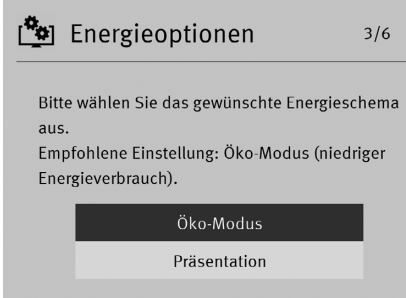 Energieoptionen 3/6
Bitte wählen Sie das gewünschte Energieschema
aus.
Empfohlene Einstellung: Öko-Modus (niedriger
Energieverbrauch).
Öko-Modus
Präsentation